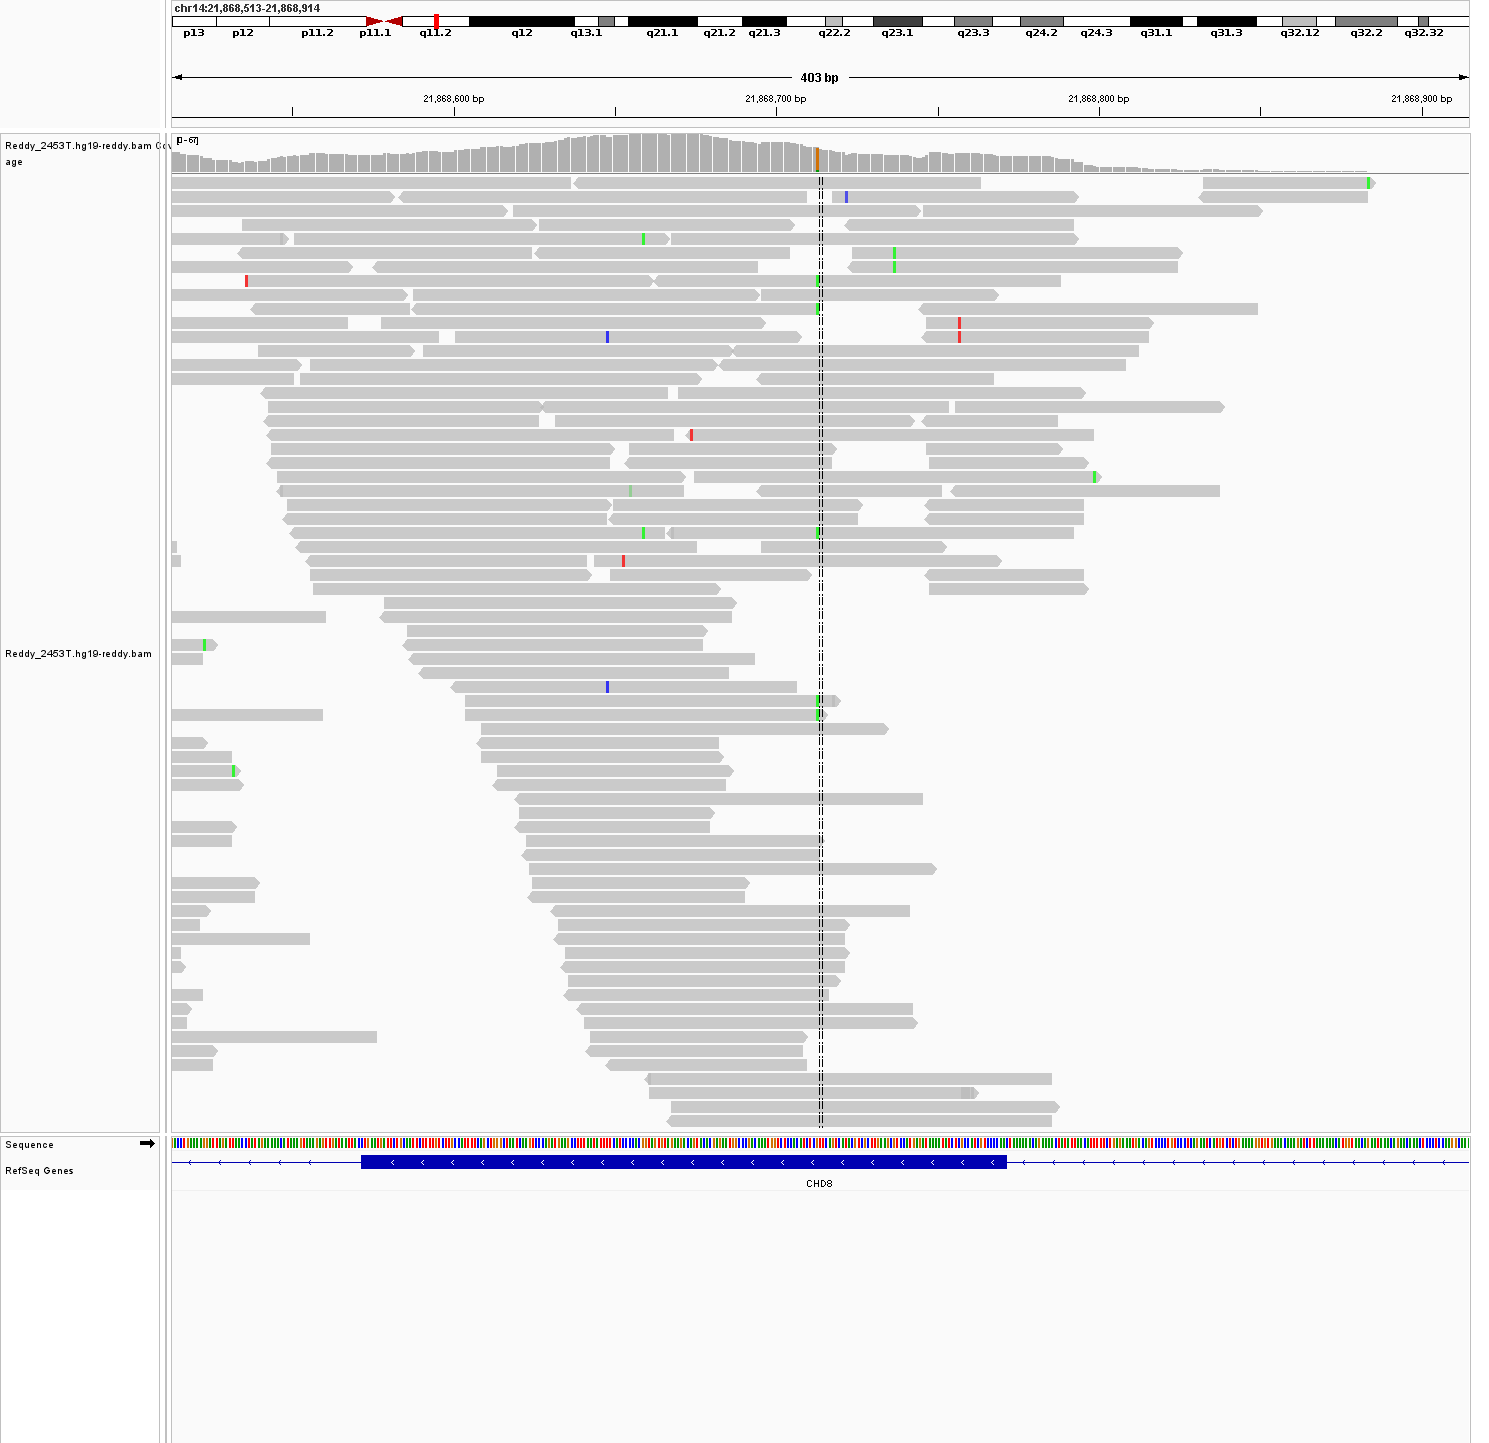 chr14:21,868,513-21,868,914
p13 p12 p11.2 p11.1 q11.2 q12 q13.1 q21.1 q21.2 q21.3 q22.2 q23.1 q23.3 q24.2 q24.3 q31.1 q31.3 q32.12 q32.2 q32.32
403 bp
21,868,600 bp 21,868,700 bp 21,868,800 bp 21,868,900 bp
Reddy_2453T.hg19-reddy.bam Cov
age
[0 - 67]
Reddy_2453T.hg19-reddy.bam
Sequence
RefSeq Genes
CHD8